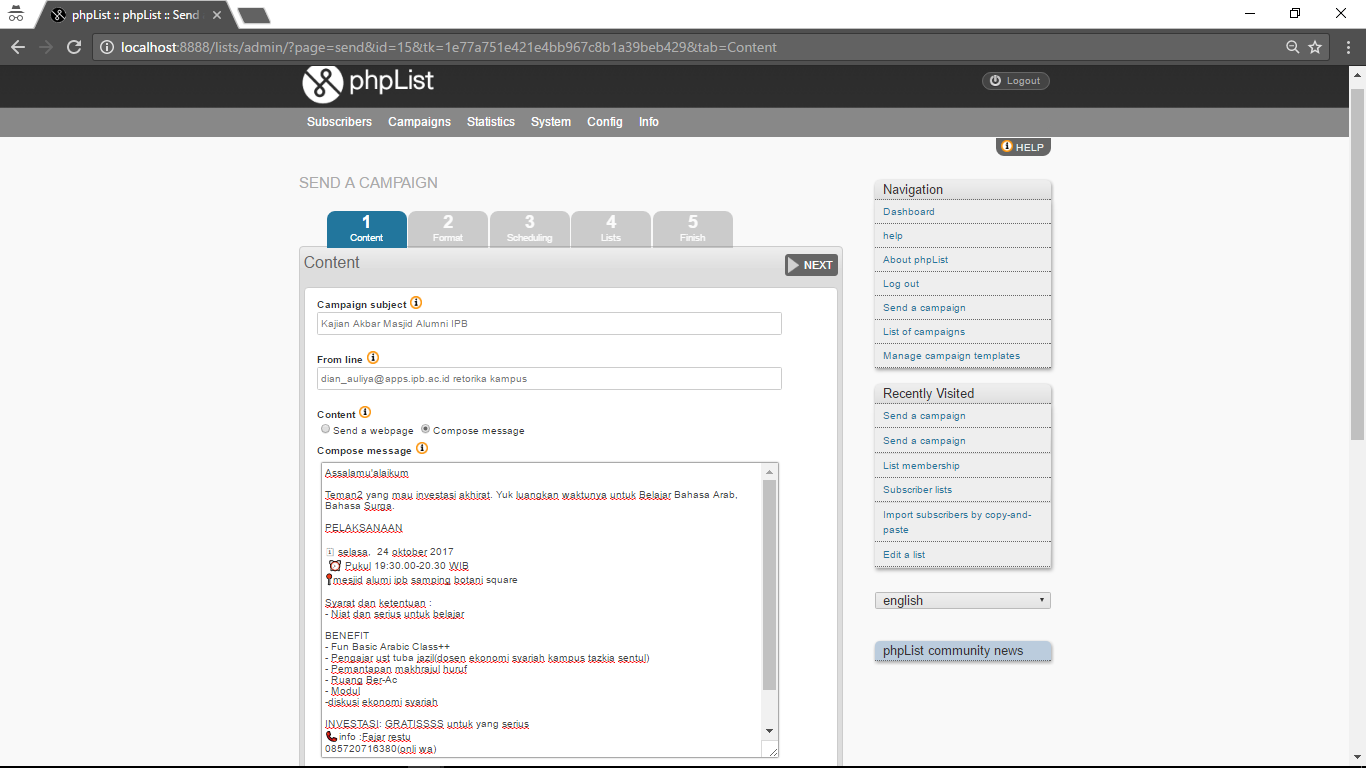 phpList :: phpList :: Send
localhost:8888/lists/admin/?page=send&id=15&tk=1e77a751e421e4bb967c8b1a39beb429&tab=Content
phpList
Logout
Subscribers Campaigns Statistics System Config Info
HELP
SEND A CAMPAIGN
1 Content
2 Format
3 Scheduling
4 Lists
5 Finish
Content
NEXT
Campaign subject
Kajian Akbar Masjid Alumni IPB
From line
dian_auliya@apps.ipb.ac.id retorika kampus
Content
Send a webpage Compose message
Compose message
Assalamu'alaikum
Teman2 yang mau investasi akhirat. Yuk luangkan waktunya untuk Belajar Bahasa Arab,
Bahasa Surga.
PELAKSANAAN
selasa, 24 oktober 2017
Pukul 19:30.00-20.30 WIB
mesjid alumi ipb samping botani square
Syarat dan ketentuan :
- Niat dan serius untuk belajar
BENEFIT
- Fun Basic Arabic Class++
- Pengajar ust tuba jazil(dosen ekonomi syariah kampus tazkia sentul)
- Pemantapan makhrajul huruf
- Ruang Ber-Ac
- Modul
-diskusi ekonomi syariah
INVESTASI: GRATISSSS untuk yang serius
info :Fajar restu
085720716380(onli wa)
Navigation
Dashboard
help
About phpList
Log out
Send a campaign
List of campaigns
Manage campaign templates
Recently Visited
Send a campaign
Send a campaign
List membership
Subscriber lists
Import subscribers by copy-and-
paste
Edit a list
english
phpList community news